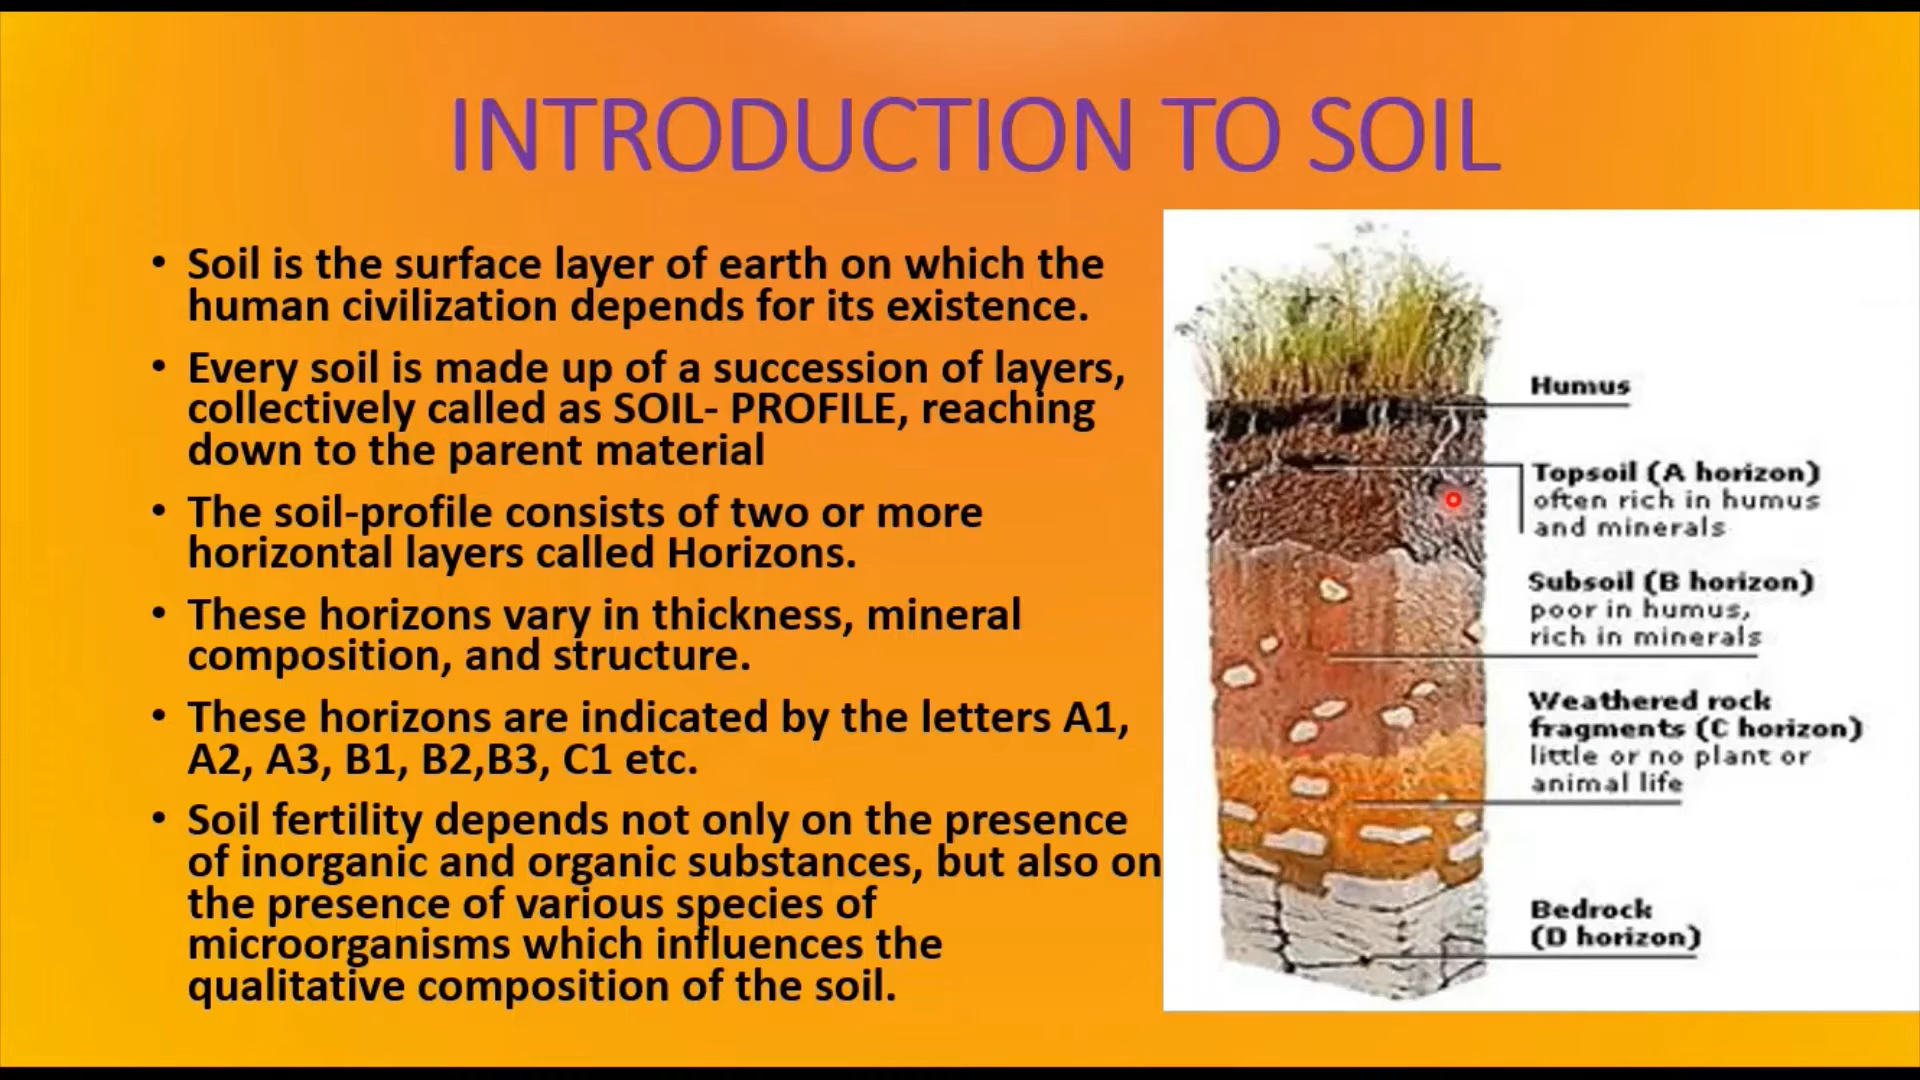 INTRODUCTION TO SOIL
• Soil is the surface layer of earth on which the
human civilization depends for its existence.
• Every soil is made up of a succession of layers,
collectively called as SOIL- PROFILE, reaching
down to the parent material
• The soil-profile consists of two or more
horizontal layers called Horizons.
• These horizons vary in thickness, mineral
composition, and structure.
• These horizons are indicated by the letters A1,
A2, A3, B1, B2,B3, C1 etc.
• Soil fertility depends not only on the presence
of inorganic and organic substances, but also on
the presence of various species of
microorganisms which influences the
qualitative composition of the soil.
Humus
Topsoil (A horizon)
often rich in humus
and minerals
Subsoil (B horizon)
poor in humus,
rich in minerals
Weathered rock
fragments (C horizon)
little or no plant or
animal life
Bedrock
(D horizon)